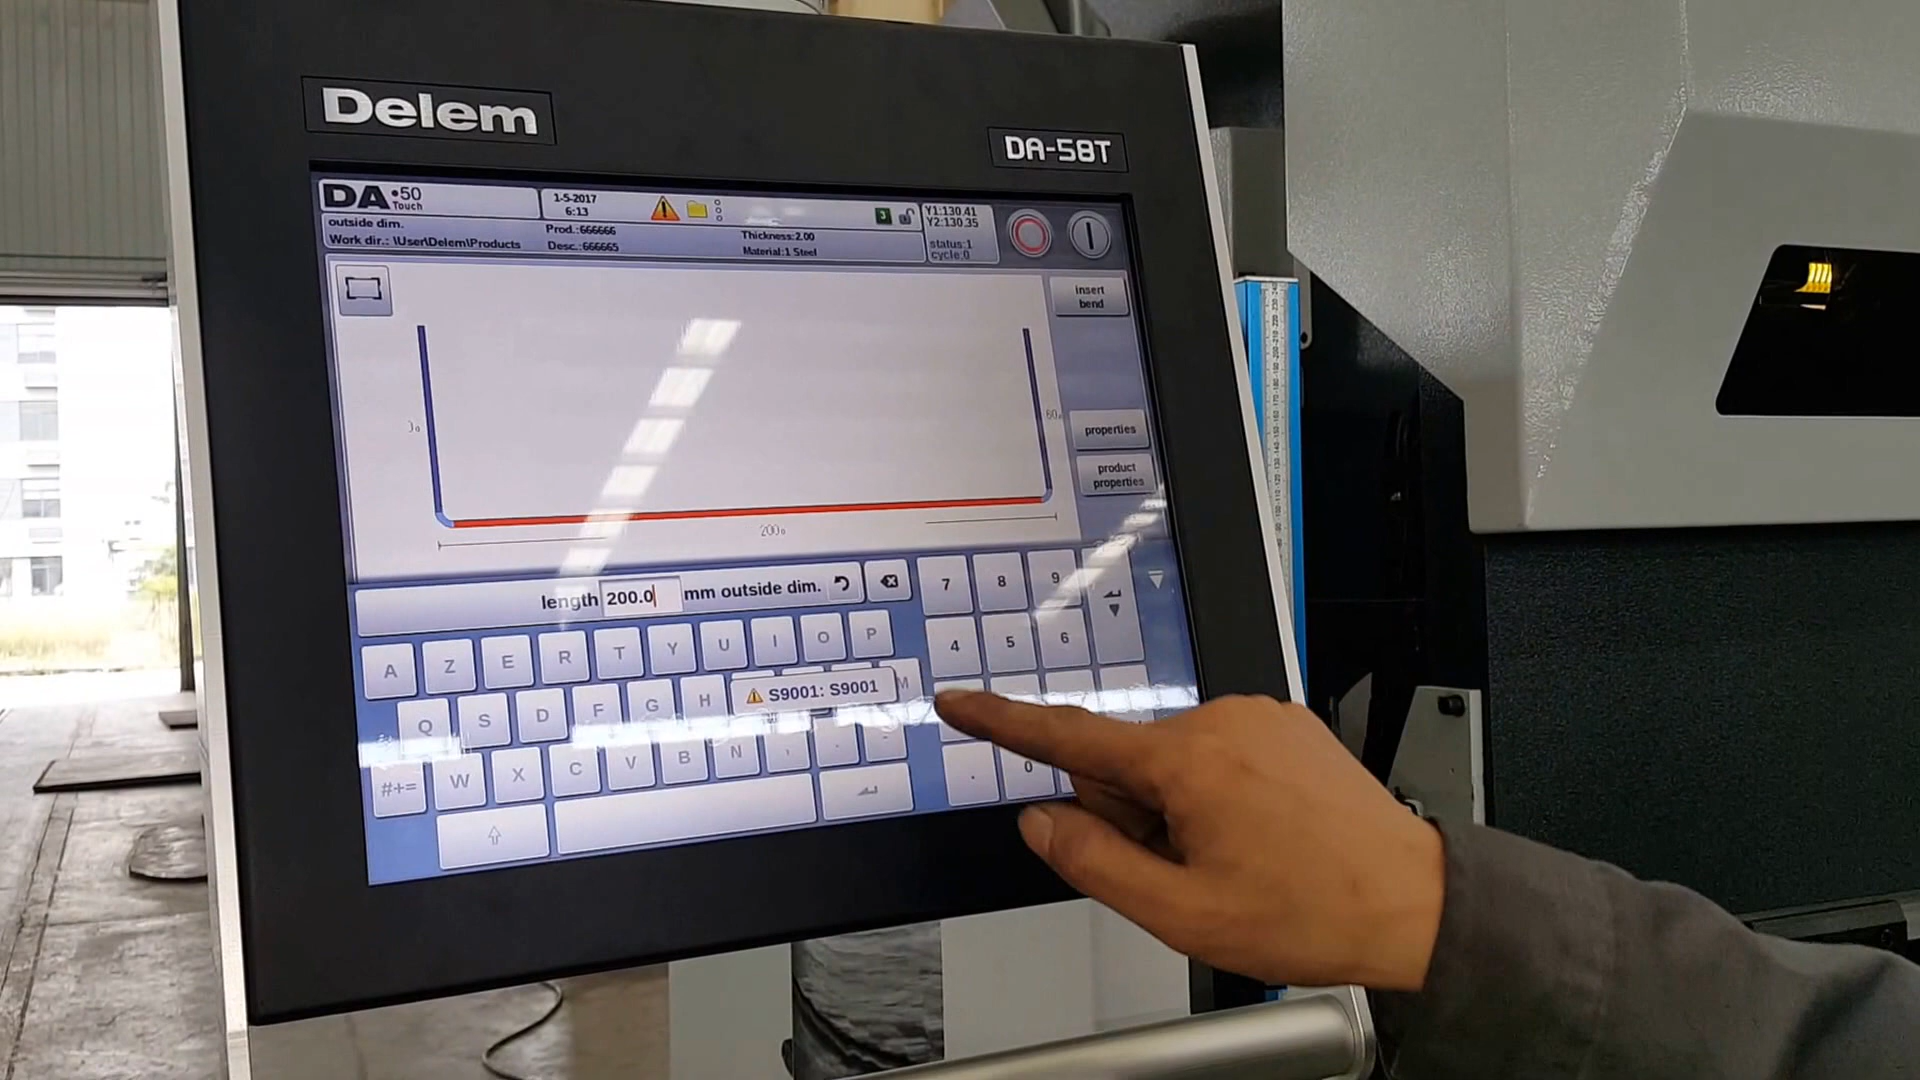 Delem
DA-58T
DA•50
Touch
1-5-2017
6:13
3
Y1:130.41
Y2:130.35
status:1
cycle:0
outside dim.
Work dir.: \User\Delem\Products
Prod.:666666
Desc.:666665
Thickness:2.00
Material:1 Steel
insert
bend
properties
product
properties
60
200
length 200.0 mm outside dim.
7 8 9
4 5 6
. 0
A Z E R T Y U I O P
Q S D F G H M
S9001: S9001
#+= W X C V B N , . -